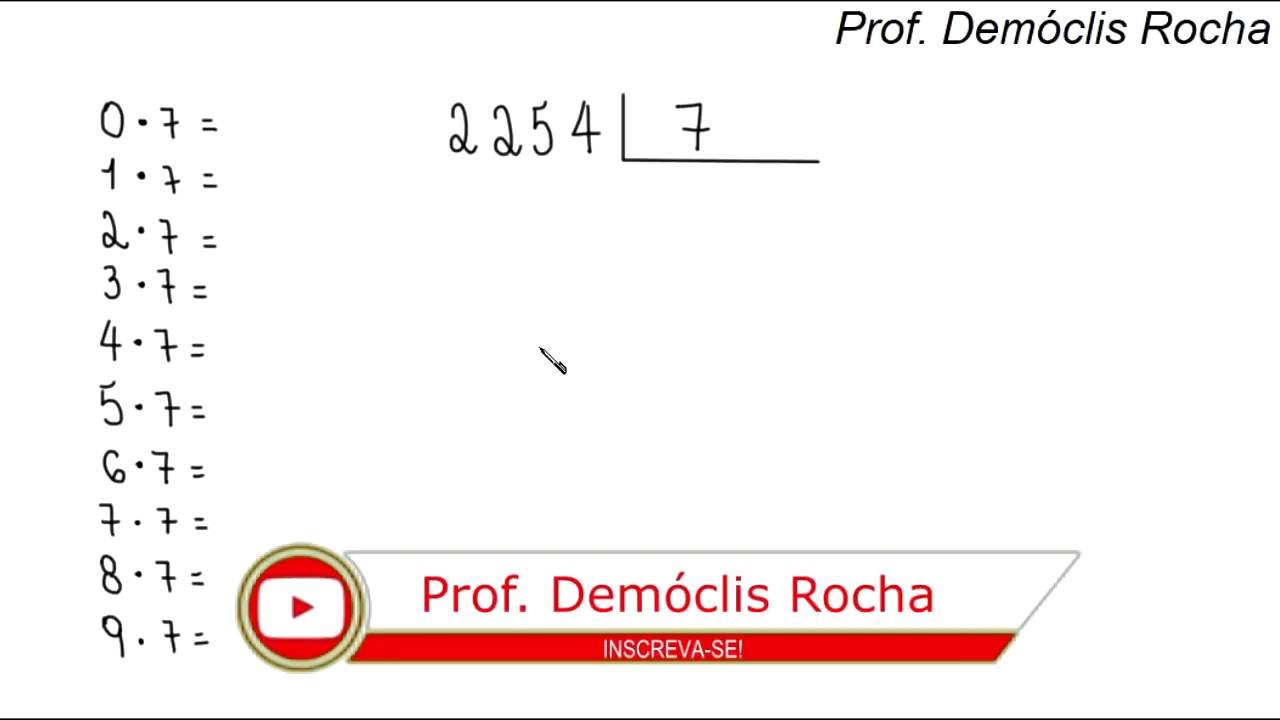 Prof. Demóclis Rocha
0 · 7 =
1 · 7 =
2 · 7 =
3 · 7 =
4 · 7 =
5 · 7 =
6 · 7 =
7 · 7 =
8 · 7 =
9 · 7 =
2254 7
Prof. Demóclis Rocha
INSCREVA-SE!